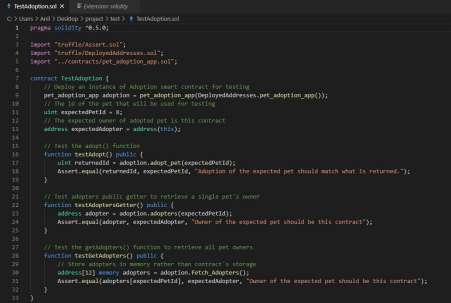 TestAdoption.sol
Extension: solidity
C: > Users > Anil > Desktop > project > test > TestAdoption.sol
1 pragma solidity ^0.5.0;
2
3 import "truffle/Assert.sol";
4 import "truffle/DeployedAddresses.sol";
5 import "../contracts/pet_adoption_app.sol";
6
7 contract TestAdoption {
8 // Deploy an instance of Adoption smart contract for testing
9 pet_adoption_app adoption = pet_adoption_app(DeployedAddresses.pet_adoption_app());
10 // The id of the pet that will be used for testing
11 uint expectedPetId = 8;
12 // The expected owner of adopted pet is this contract
13 address expectedAdopter = address(this);
14
15 // Test the adopt() function
16 function testAdopt() public {
17 uint returnedId = adoption.adopt_pet(expectedPetId);
18 Assert.equal(returnedId, expectedPetId, "Adoption of the expected pet should match what is returned.");
19 }
20
21 // Test adopters public getter to retrieve a single pet's owner
22 function testAdoptersGetter() public {
23 address adopter = adoption.adopters(expectedPetId);
24 Assert.equal(adopter, expectedAdopter, "Owner of the expected pet should be this contract");
25 }
26
27 // Test the getAdopters() function to retrieve all pet owners
28 function testGetAdopters() public {
29 // Store adopters in memory rather than contract's storage
30 address[12] memory adopters = adoption.fetch_Adopters();
31 Assert.equal(adopters[expectedPetId], expectedAdopter, "Owner of the expected pet should be this contract");
32 }
33 }